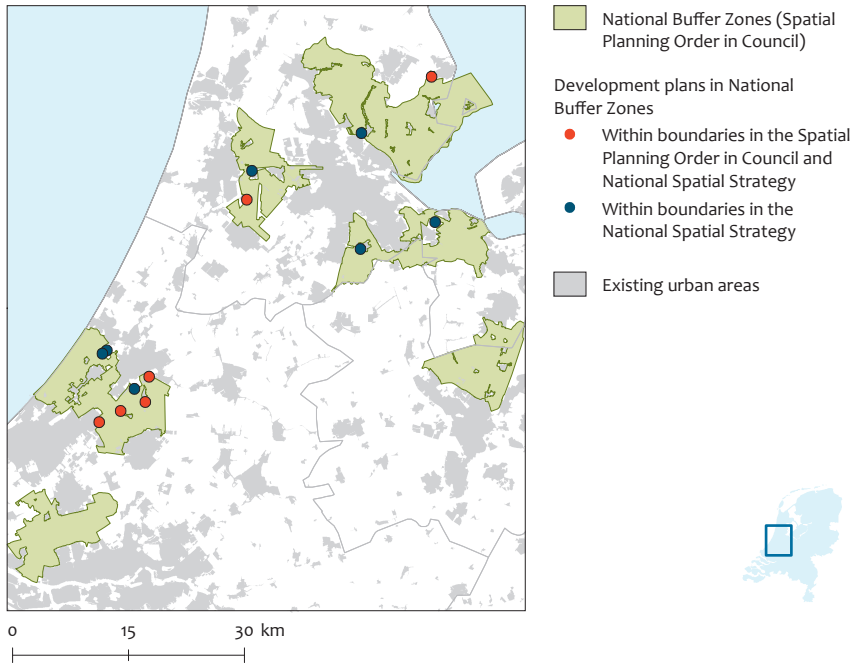 National Buffer Zones (Spatial
Planning Order in Council)
Development plans in National
Buffer Zones
Within boundaries in the Spatial
Planning Order in Council and
National Spatial Strategy
Within boundaries in the
National Spatial Strategy
Existing urban areas
0 15 30 km